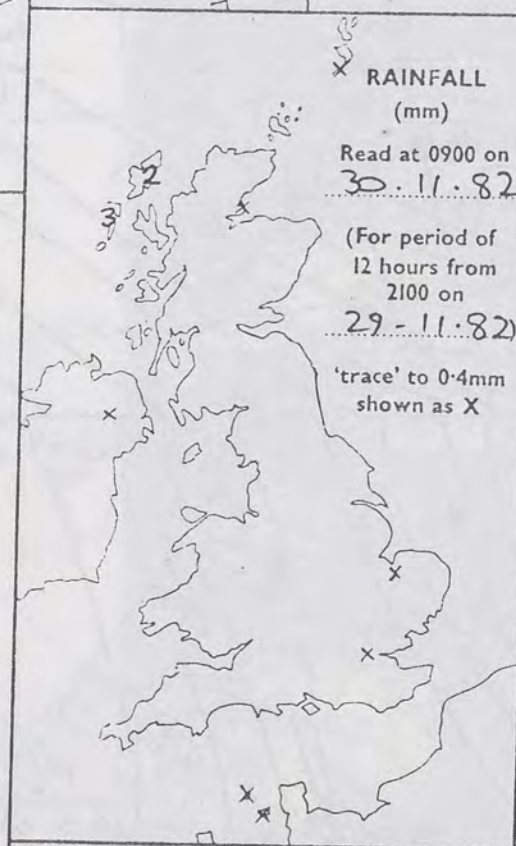 X
RAINFALL
(mm)
Read at 0900 on
30.11.82
2
3
X
(For period of
12 hours from
2100 on
29-11.82)
'trace' to 0·4mm
shown as X
X
X
X
X
X